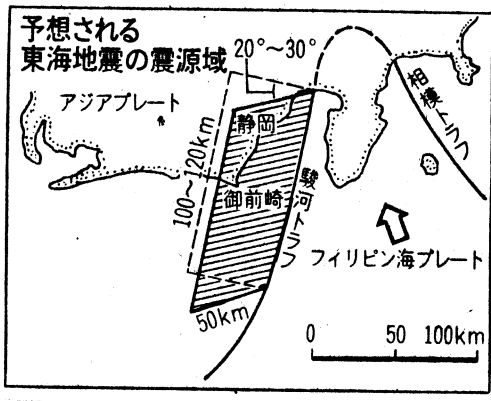 予想される
東海地震の震源域
20°～30°
アジアプレート
静岡
100～120km
御前崎
駿河トラフ
相模トラフ
フィリピン海プレート
50km
0 50 100km